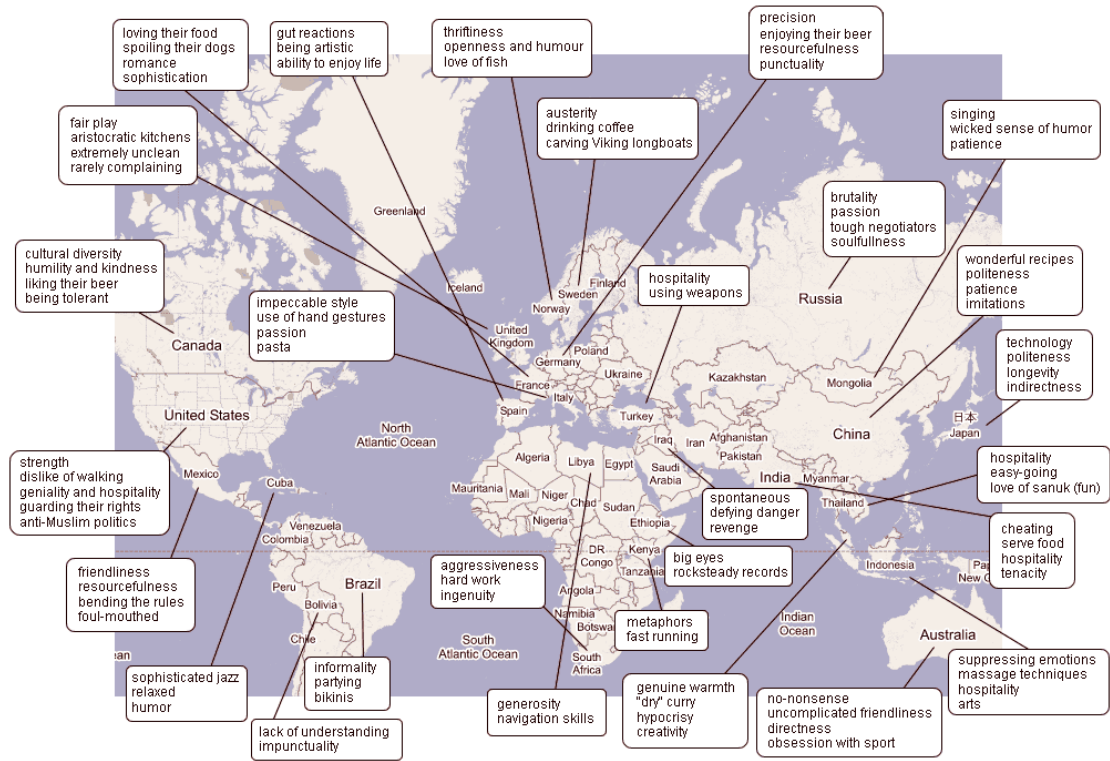 loving their food
spoiling their dogs
romance
sophistication
gut reactions
being artistic
ability to enjoy life
thriftiness
openness and humour
love of fish
precision
enjoying their beer
resourcefulness
punctuality
fair play
aristocratic kitchens
extremely unclean
rarely complaining
austerity
drinking coffee
carving Viking longboats
singing
wicked sense of humor
patience
brutality
passion
tough negotiators
soulfullness
cultural diversity
humility and kindness
liking their beer
being tolerant
impeccable style
use of hand gestures
passion
pasta
hospitality
using weapons
wonderful recipes
politeness
patience
imitations
technology
politeness
longevity
indirectness
Greenland
Iceland
Finland
Sweden
Norway
Russia
United
Kingdom
Canada
Germany
Poland
Ukraine
France
Italy
Kazakhstan
Mongolia
United States
North
Atlantic Ocean
Spain
Turkey
日本
Japan
China
Iraq
Iran
Afghanistan
Pakistan
Algeria
Libya
Egypt
Saudi
Arabia
India
Myanmar
Thailand
Mexico
Cuba
Mauritania
Mali
Niger
Chad
Sudan
Nigeria
Ethiopia
Venezuela
Colombia
DR
Congo
Kenya
Tanzania
Indonesia
Pap
New G
Peru
Brazil
Bolivia
Angola
Namibia
Botswa
Chile
South
Atlantic Ocean
South
Africa
Indian
Ocean
Australia
ean
strength
dislike of walking
geniality and hospitality
guarding their rights
anti-Muslim politics
spontaneous
defying danger
revenge
hospitality
easy-going
love of sanuk (fun)
cheating
serve food
hospitality
tenacity
friendliness
resourcefulness
bending the rules
foul-mouthed
aggressiveness
hard work
ingenuity
big eyes
rocksteady records
metaphors
fast running
sophisticated jazz
relaxed
humor
informality
partying
bikinis
lack of understanding
impunctuality
generosity
navigation skills
genuine warmth
"dry" curry
hypocrisy
creativity
no-nonsense
uncomplicated friendliness
directness
obsession with sport
suppressing emotions
massage techniques
hospitality
arts